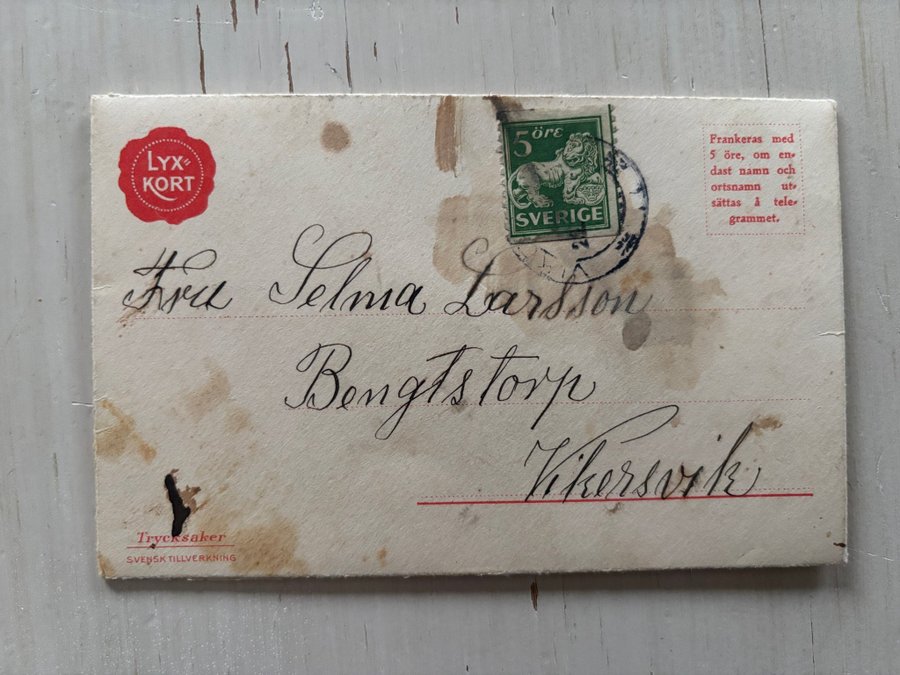 LYX-
KORT
5 öre
SVERIGE
Frankeras med
5 öre, om en-
dast namn och
ortsnamn ut-
sättas å tele-
grammet.
Fru Selma Larsson
Bengtstorp
Vikersvik
Trycksaker
SVENSK TILLVERKNING